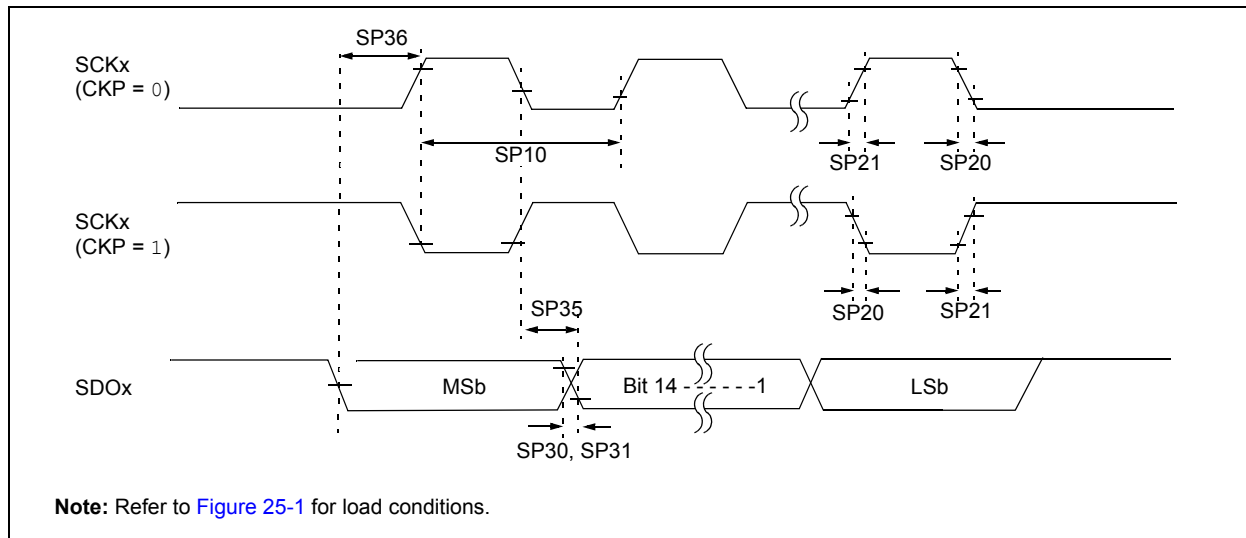 SP36
SCKx
(CKP = 0)
SP10
SP21
SP20
SCKx
(CKP = 1)
SP35
SP20
SP21
SDOx
MSb
Bit 14 - - - - - -1
LSb
SP30, SP31
Note: Refer to Figure 25-1 for load conditions.